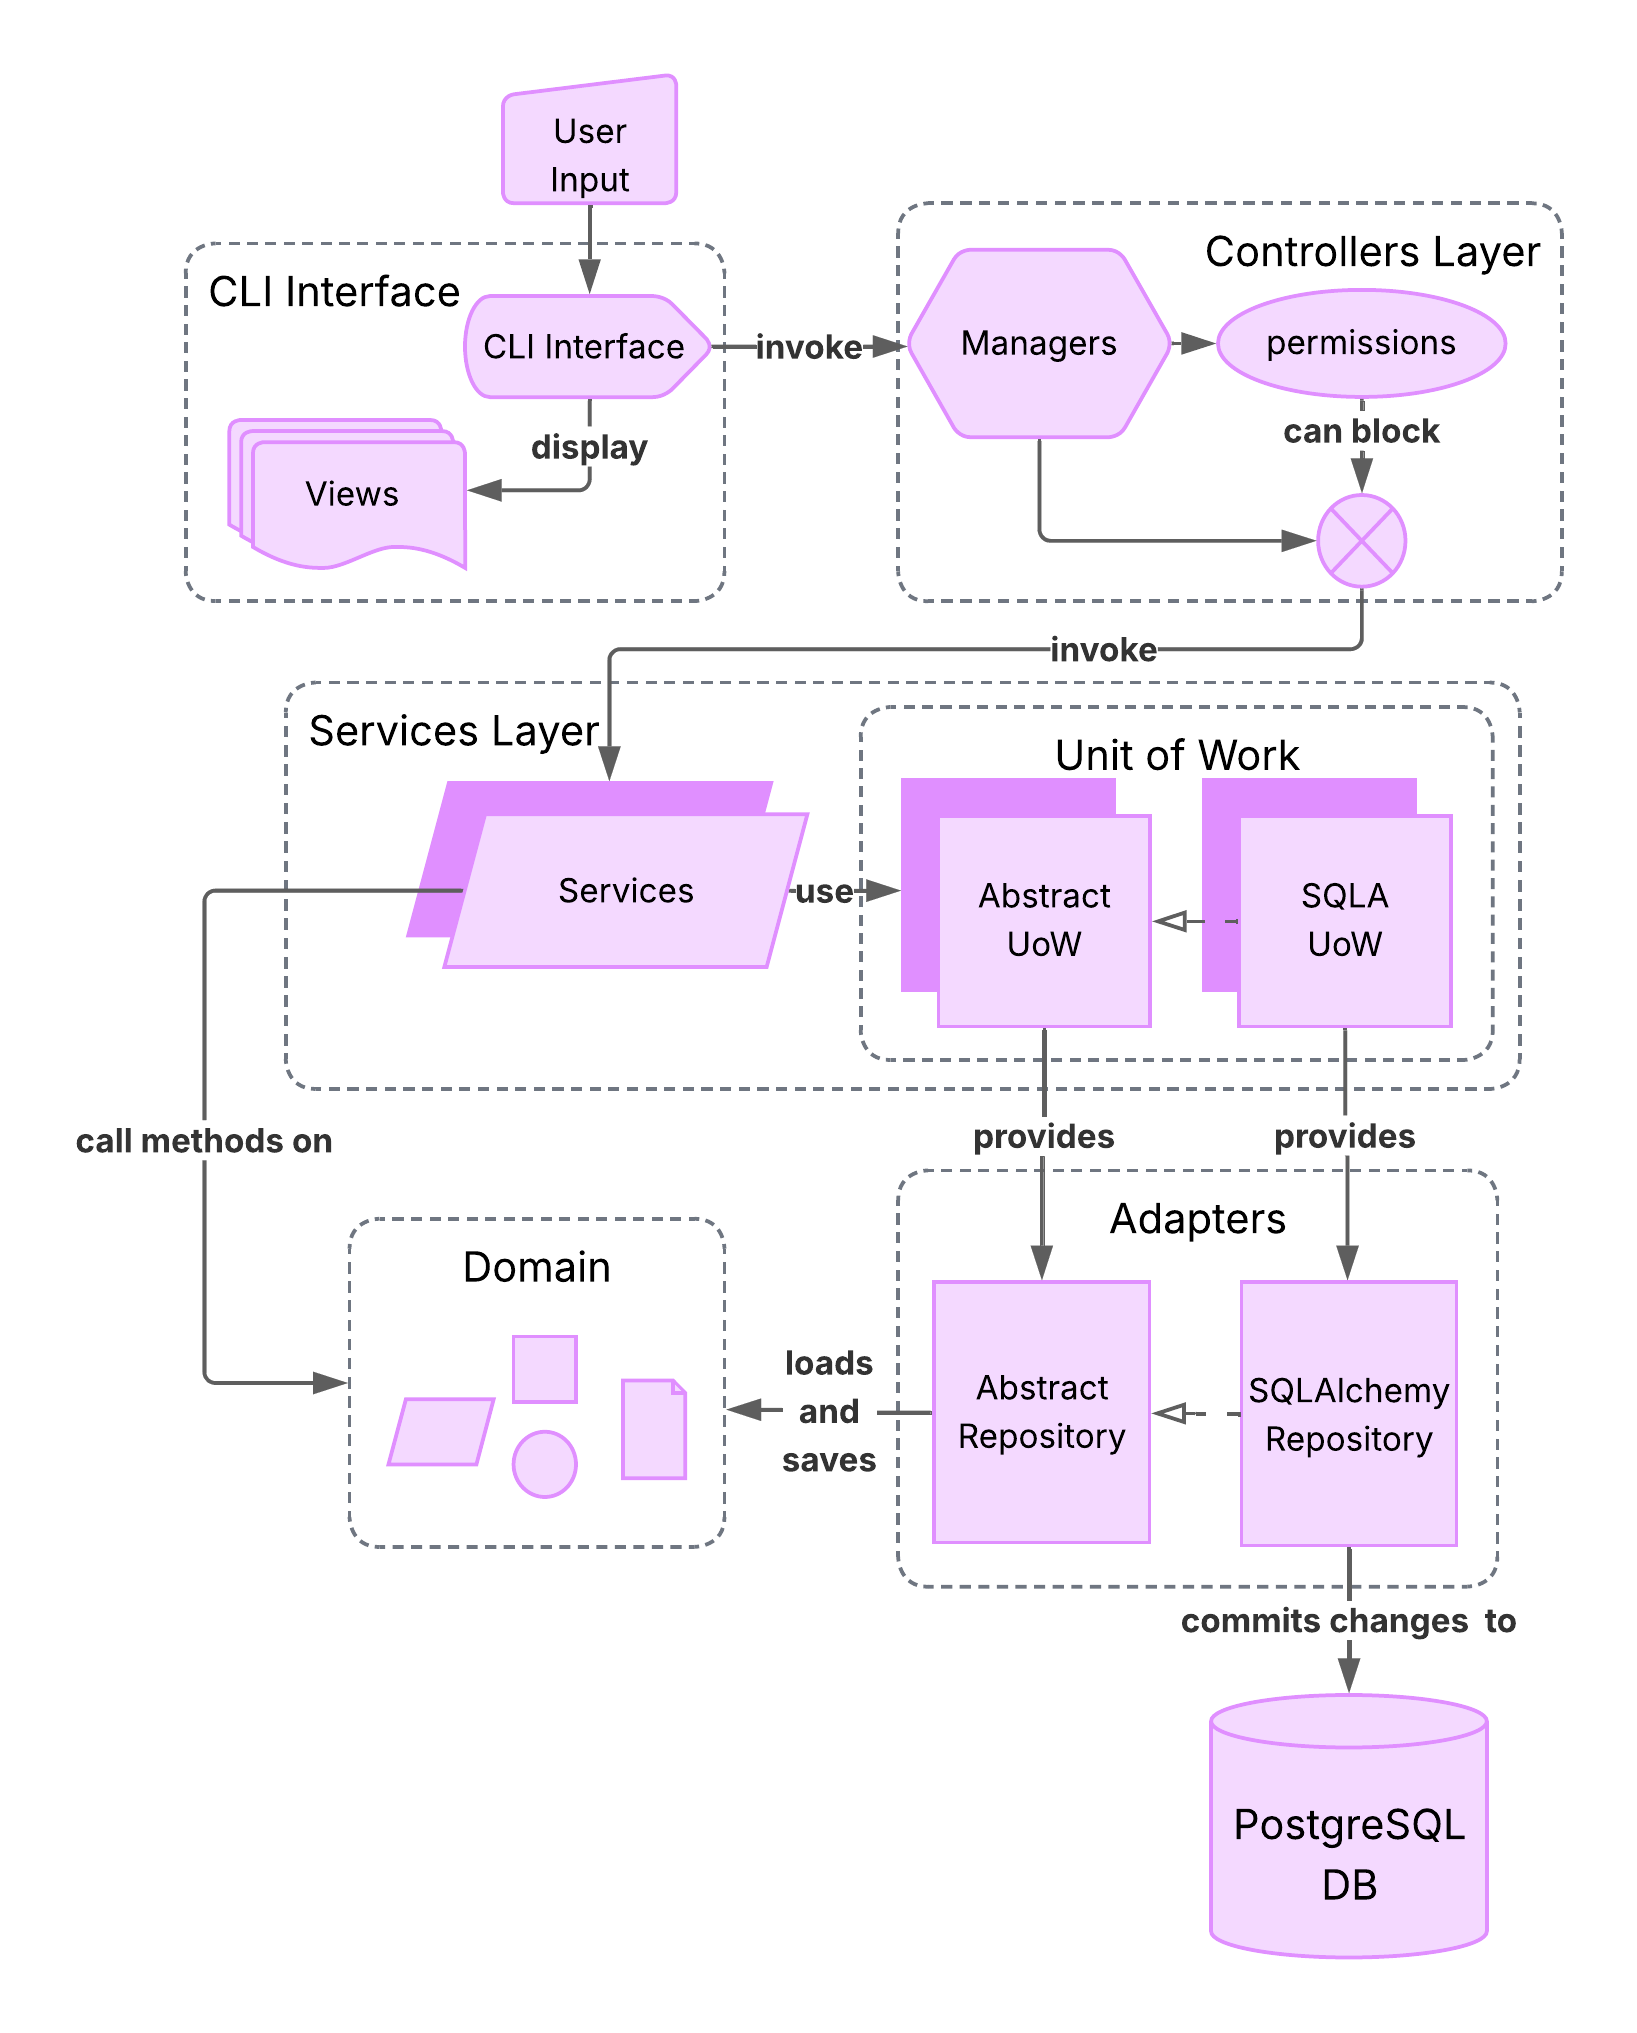 User
Input
CLI Interface
CLI Interface
invoke
display
Views
Controllers Layer
Managers
permissions
can block
invoke
Services Layer
Services
use
Unit of Work
Abstract
UoW
SQLA
UoW
call methods on
provides
provides
Domain
loads
and
saves
Adapters
Abstract
Repository
SQLAlchemy
Repository
commits changes to
PostgreSQL
DB